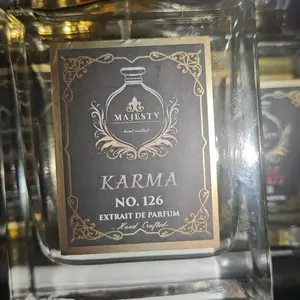 MAJESTY
- hand crafted -
KARMA
NO. 126
EXTRAIT DE PARFUM
- Hand Crafted -